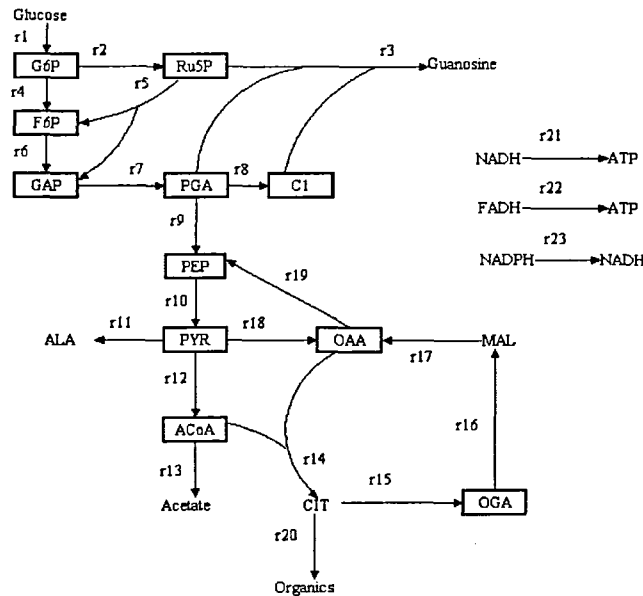 Glucose
r1
r2
r3
G6P
Ru5P
Guanosine
r4
r5
F6P
r6
r7
r8
GAP
PGA
C1
r21
NADH
ATP
r22
FADH
ATP
r23
NADPH
NADH
r9
PEP
r19
r10
r11
r18
ALA
PYR
OAA
MAL
r17
r12
r16
ACoA
r13
r14
r15
Acetate
CIT
OGA
r20
Organics